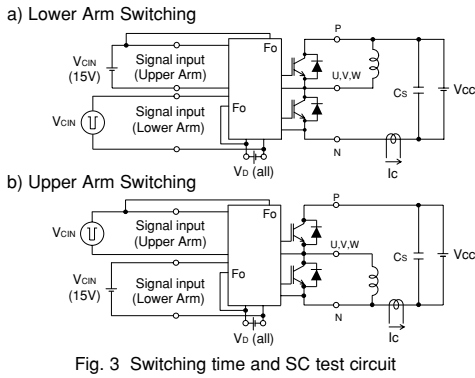 a) Lower Arm Switching
P
Fo
VCIN
(15V)
Signal input
(Upper Arm)
U,V,W
CS
VCC
VCIN
Signal input
(Lower Arm)
Fo
N
VD (all)
IC
b) Upper Arm Switching
P
Fo
VCIN
Signal input
(Upper Arm)
U,V,W
CS
VCC
VCIN
(15V)
Signal input
(Lower Arm)
Fo
N
VD (all)
IC
Fig. 3 Switching time and SC test circuit